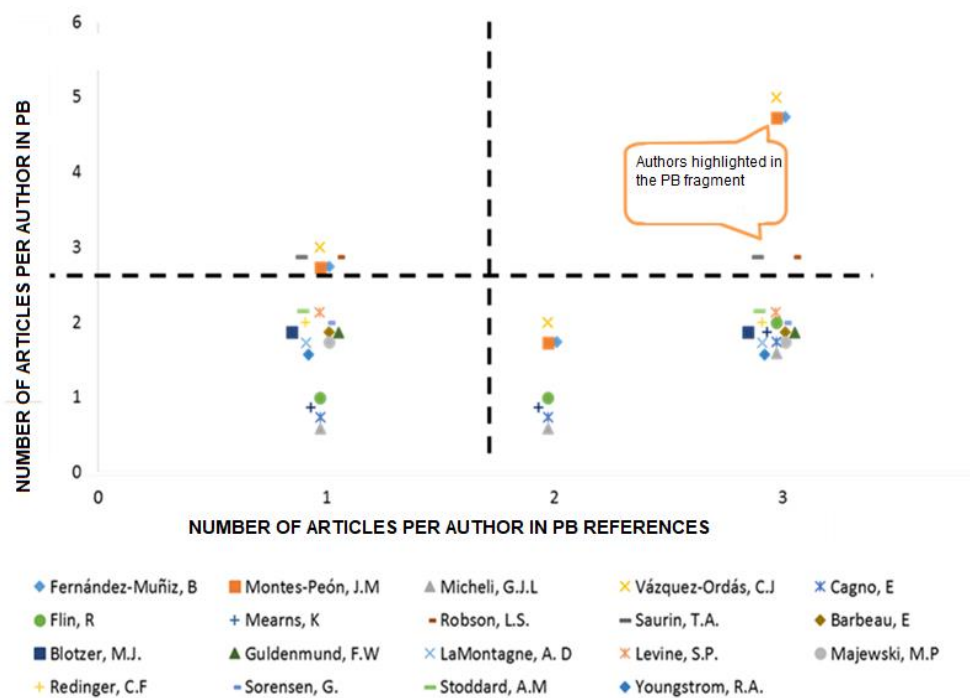 NUMBER OF ARTICLES PER AUTHOR IN PB
6
5
4
3
2
1
0
Authors highlighted in
the PB fragment
0 1 2 3
NUMBER OF ARTICLES PER AUTHOR IN PB REFERENCES
Fernández-Muñiz, B Montes-Peón, J.M Micheli, G.J.L Vázquez-Ordás, C.J Cagno, E
Flin, R Mearns, K Robson, L.S. Saurin, T.A. Barbeau, E
Blotzer, M.J. Guldenmund, F.W LaMontagne, A. D Levine, S.P. Majewski, M.P
Redinger, C.F Sorensen, G. Stoddard, A.M Youngstrom, R.A.